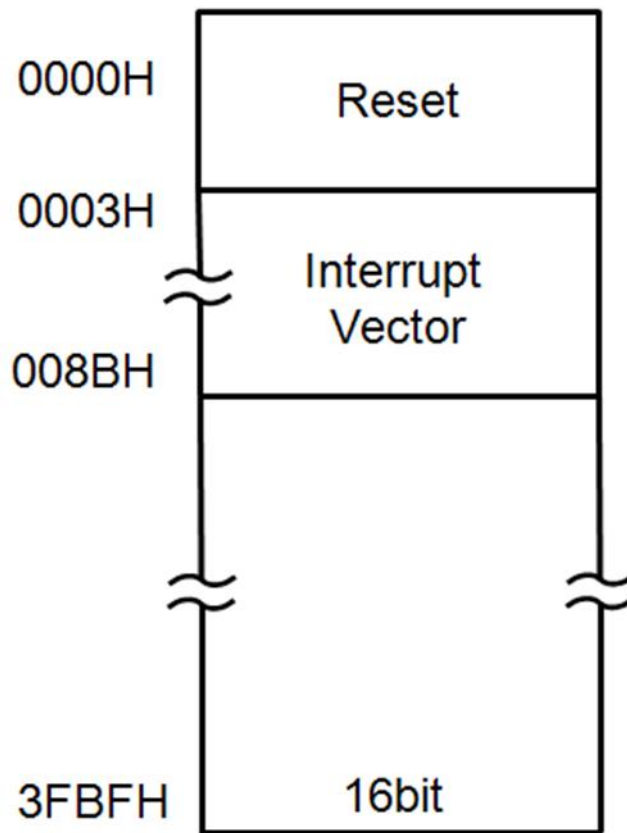 0000H
Reset
0003H
Interrupt
Vector
008BH
3FBFH
16bit